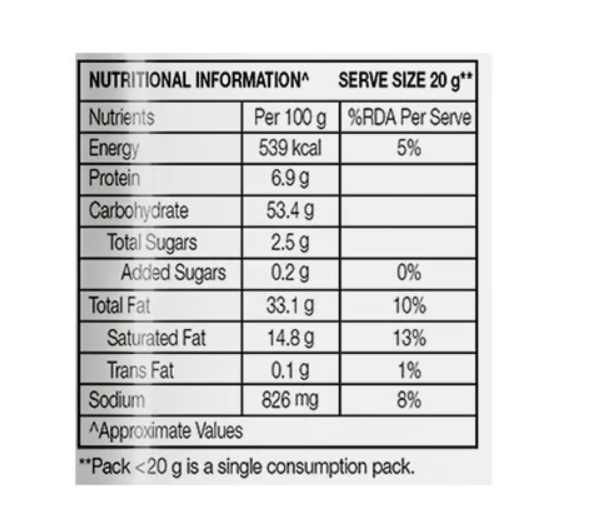 NUTRITIONAL INFORMATION^ SERVE SIZE 20 g**
Nutrients Per 100 g %RDA Per Serve
Energy 539 kcal 5%
Protein 6.9 g
Carbohydrate 53.4 g
Total Sugars 2.5 g
Added Sugars 0.2 g 0%
Total Fat 33.1 g 10%
Saturated Fat 14.8 g 13%
Trans Fat 0.1 g 1%
Sodium 826 mg 8%
^Approximate Values
**Pack <20 g is a single consumption pack.